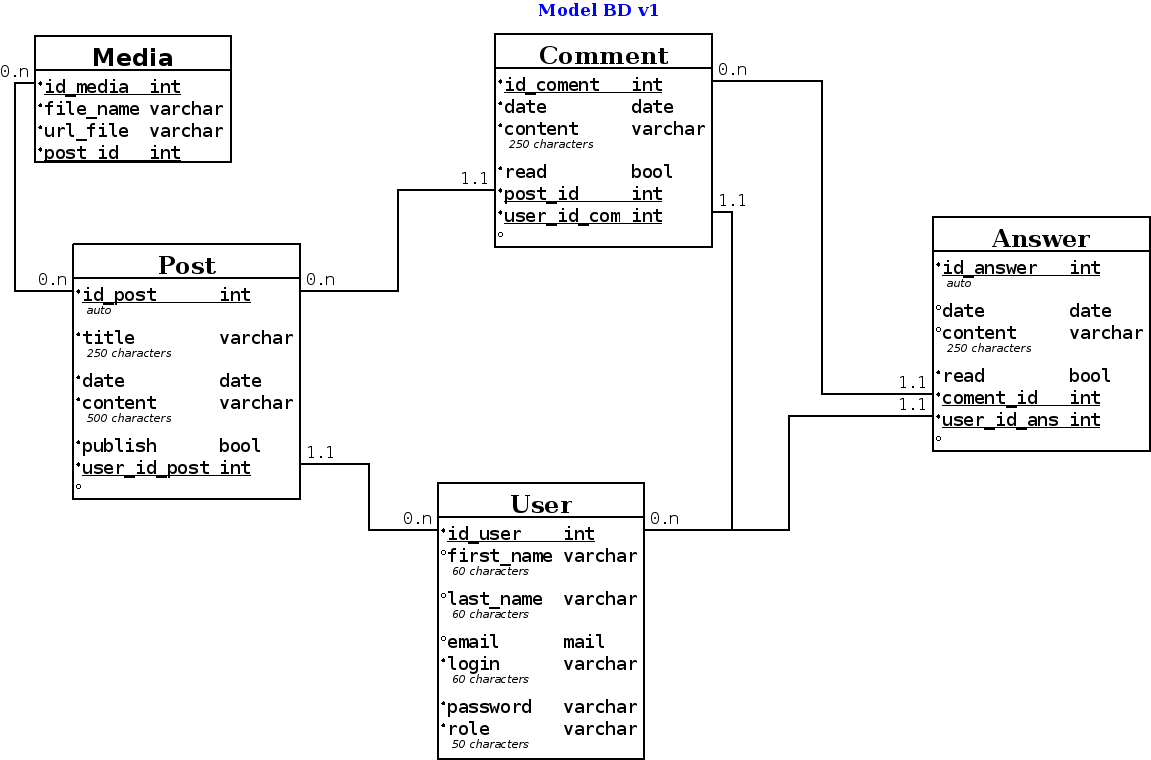 Model BD v1
Media
0.n
id_media int
file_name varchar
url_file varchar
post_id int
Comment
0.n
id_coment int
date date
content varchar
250 characters
read bool
1.1
post_id int
1.1
user_id_com int
Post
0.n
0.n
id_post int
auto
title varchar
250 characters
date date
content varchar
500 characters
publish bool
1.1
user_id_post int
Answer
id_answer int
auto
date date
content varchar
250 characters
read bool
1.1
coment_id int
1.1
user_id_ans int
User
0.n
0.n
id_user int
first_name varchar
60 characters
last_name varchar
60 characters
email mail
login varchar
60 characters
password varchar
role varchar
50 characters